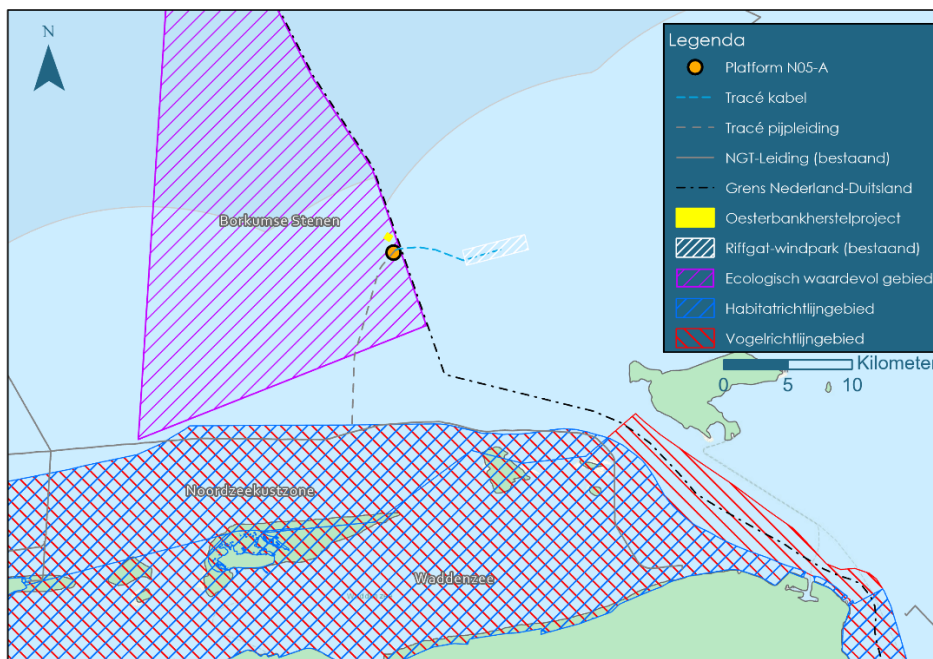 N
Legenda
Platform N05-A
Tracé kabel
Tracé pijpleiding
NGT-Leiding (bestaand)
Grens Nederland-Duitsland
Oesterbankherstelproject
Riffgat-windpark (bestaand)
Ecologisch waardevol gebied
Habitatrichtlijngebied
Vogelrichtlijngebied
Kilometer
0 5 10
Borkumse Stenen
Noordzeekustzone
Waddenzee